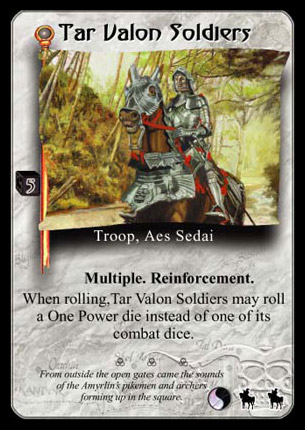 Tar Valon Soldiers
5
Troop, Aes Sedai
Multiple. Reinforcement.
When rolling,Tar Valon Soldiers may roll
a One Power die instead of one of its
combat dice.
From outside the open gates came the sounds
of the Amyrlin's pikemen and archers
forming up in the square.